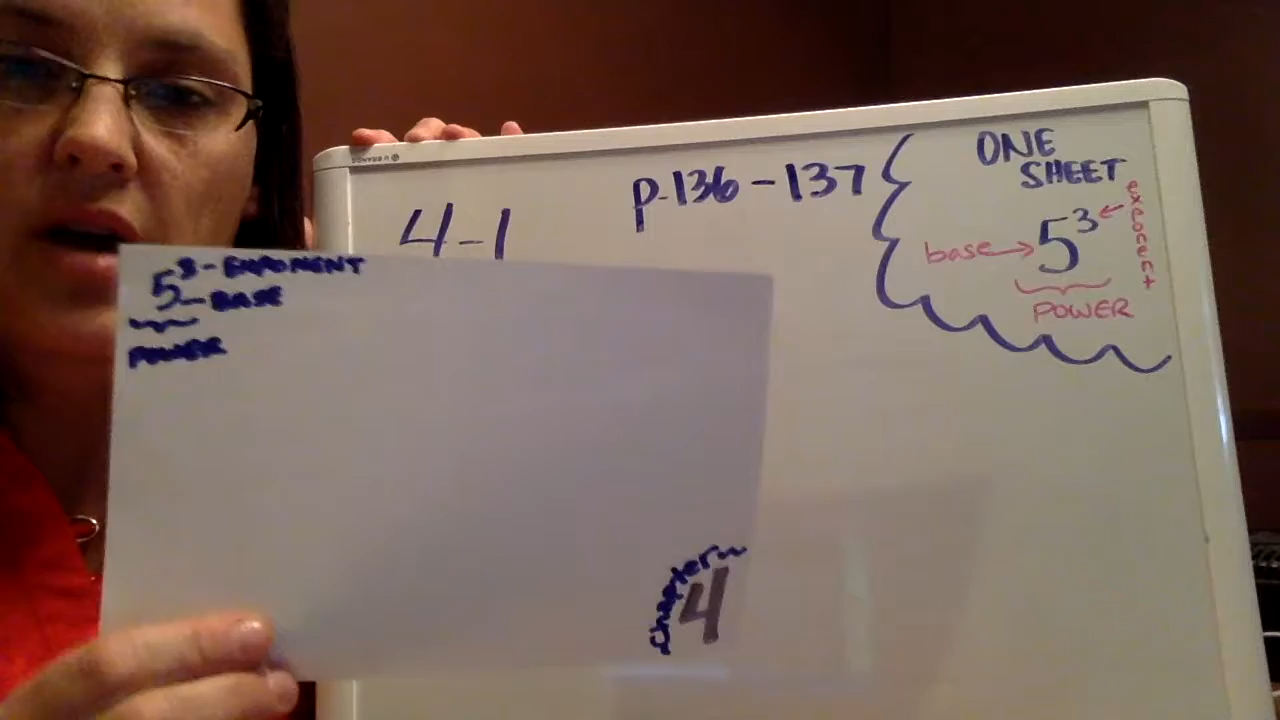 4-1
p.136-137
ONE
SHEET
5³
exponent
base
POWER
5³-EXPONENT
BASE
POWER
chapter
4